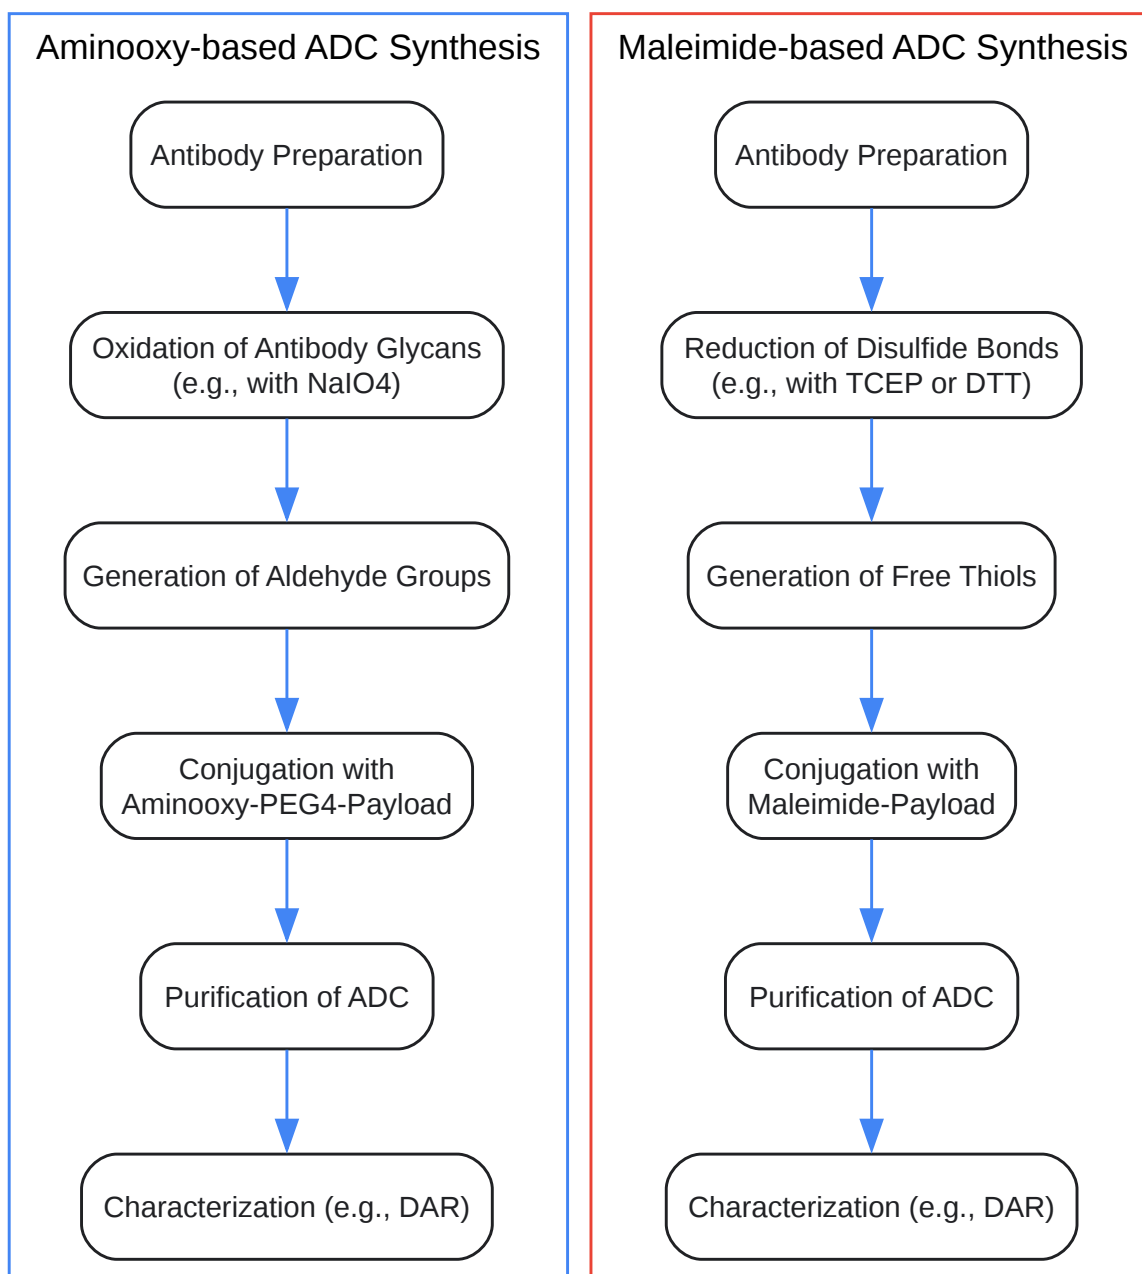 Aminooxy-based ADC Synthesis
Antibody Preparation
Oxidation of Antibody Glycans
(e.g., with NaIO4)
Generation of Aldehyde Groups
Conjugation with
Aminooxy-PEG4-Payload
Purification of ADC
Characterization (e.g., DAR)
Maleimide-based ADC Synthesis
Antibody Preparation
Reduction of Disulfide Bonds
(e.g., with TCEP or DTT)
Generation of Free Thiols
Conjugation with
Maleimide-Payload
Purification of ADC
Characterization (e.g., DAR)